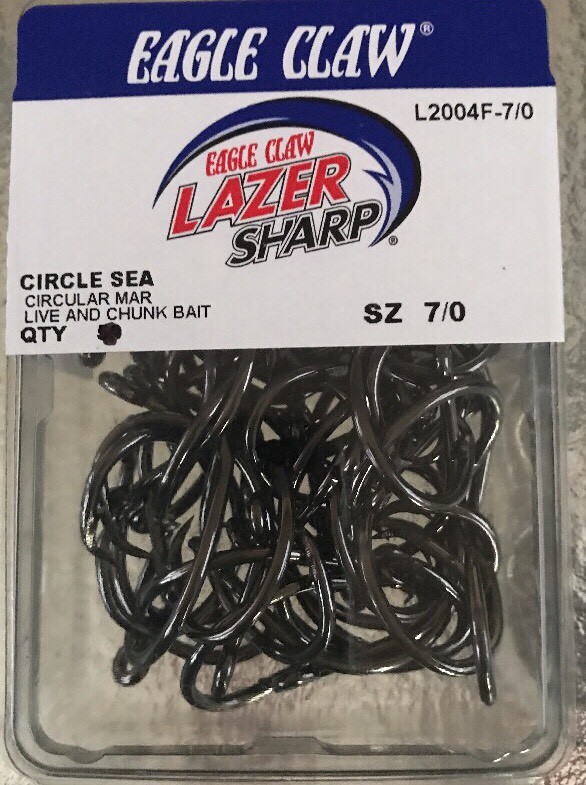 EAGLE CLAW®
L2004F-7/0
EAGLE CLAW
LAZER
SHARP®
CIRCLE SEA
CIRCULAR MAR
LIVE AND CHUNK BAIT
QTY
SZ 7/0